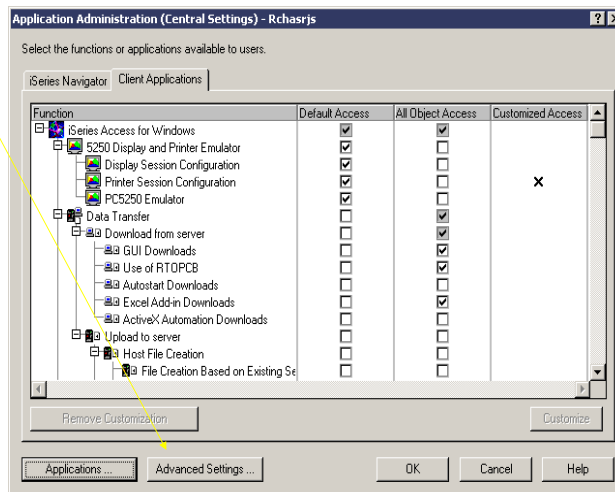 Application Administration (Central Settings) - Rchasrjs
Select the functions or applications available to users.
iSeries Navigator Client Applications
Function Default Access All Object Access Customized Access
iSeries Access for Windows
5250 Display and Printer Emulator
Display Session Configuration
Printer Session Configuration X
PC5250 Emulator
Data Transfer
Download from server
GUI Downloads
Use of RTOPCB
Autostart Downloads
Excel Add-in Downloads
ActiveX Automation Downloads
Upload to server
Host File Creation
File Creation Based on Existing Se
Remove Customization Customize
Applications ... Advanced Settings ... OK Cancel Help